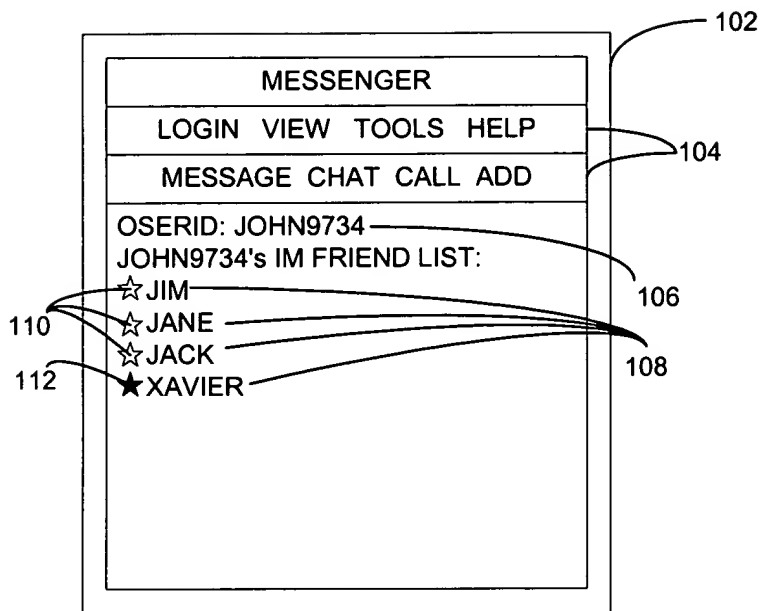 102
MESSENGER
LOGIN VIEW TOOLS HELP
104
MESSAGE CHAT CALL ADD
OSERID: JOHN9734
JOHN9734's IM FRIEND LIST:
106
JIM
110
JANE
108
JACK
112
XAVIER